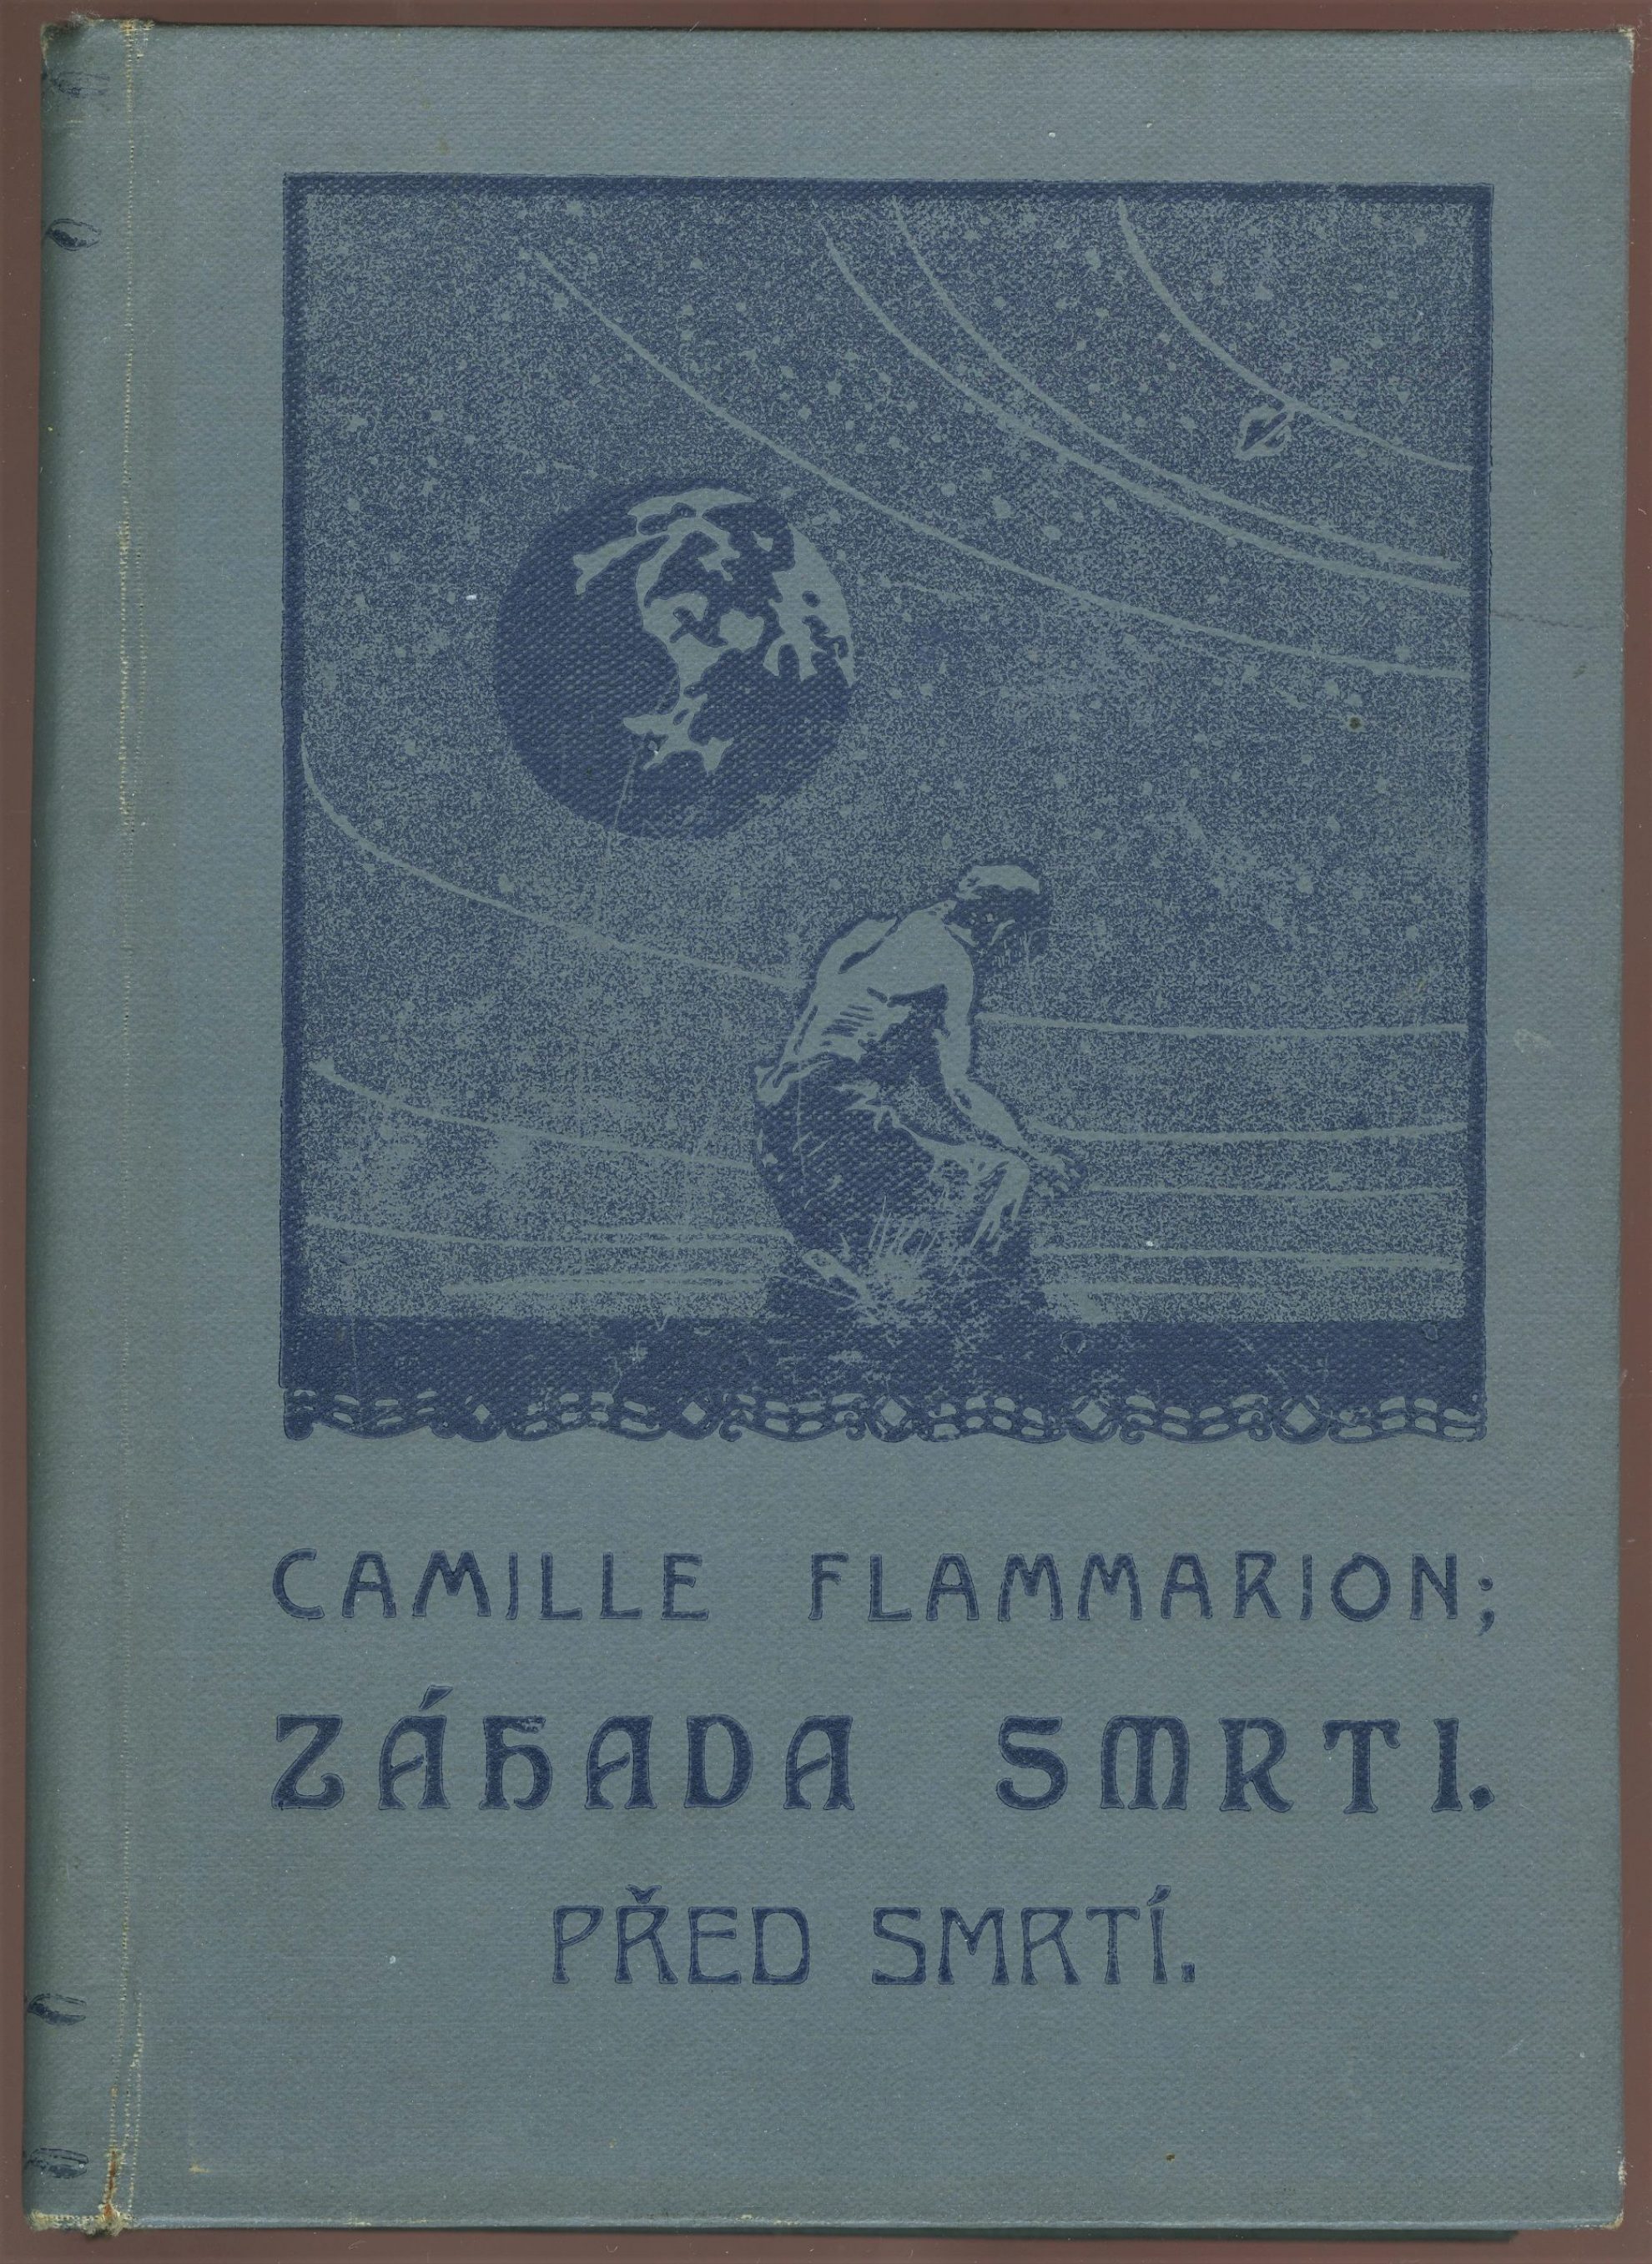 CAMILLE FLAMMARION;
ZÁHADA SMRTI.
PŘED SMRTÍ.